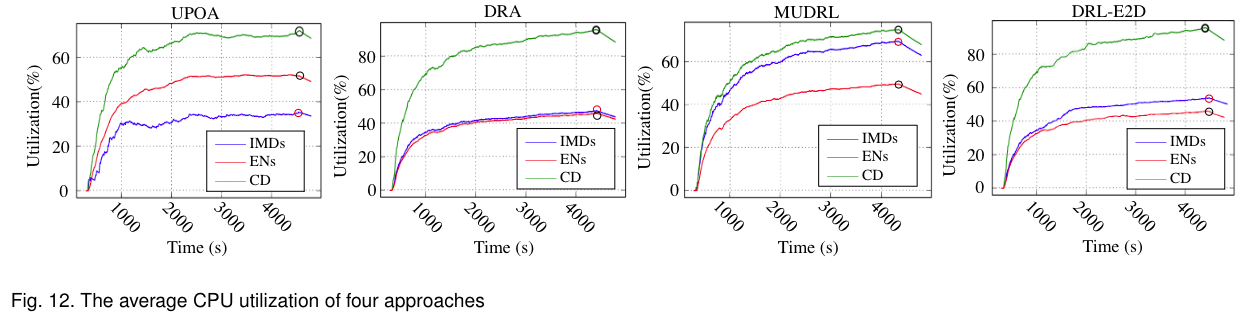 UPOA
Utilization(%)
60
40
20
0
IMDs
ENs
CD
1000
2000
3000
4000
Time (s)
DRA
Utilization(%)
80
60
40
20
0
IMDs
ENs
CD
1000
2000
3000
4000
Time (s)
MUDRL
Utilization(%)
60
40
20
0
IMDs
ENs
CD
1000
2000
3000
4000
Time (s)
DRL-E2D
Utilization(%)
80
60
40
20
0
IMDs
ENs
CD
1000
2000
3000
4000
Time (s)
Fig. 12. The average CPU utilization of four approaches